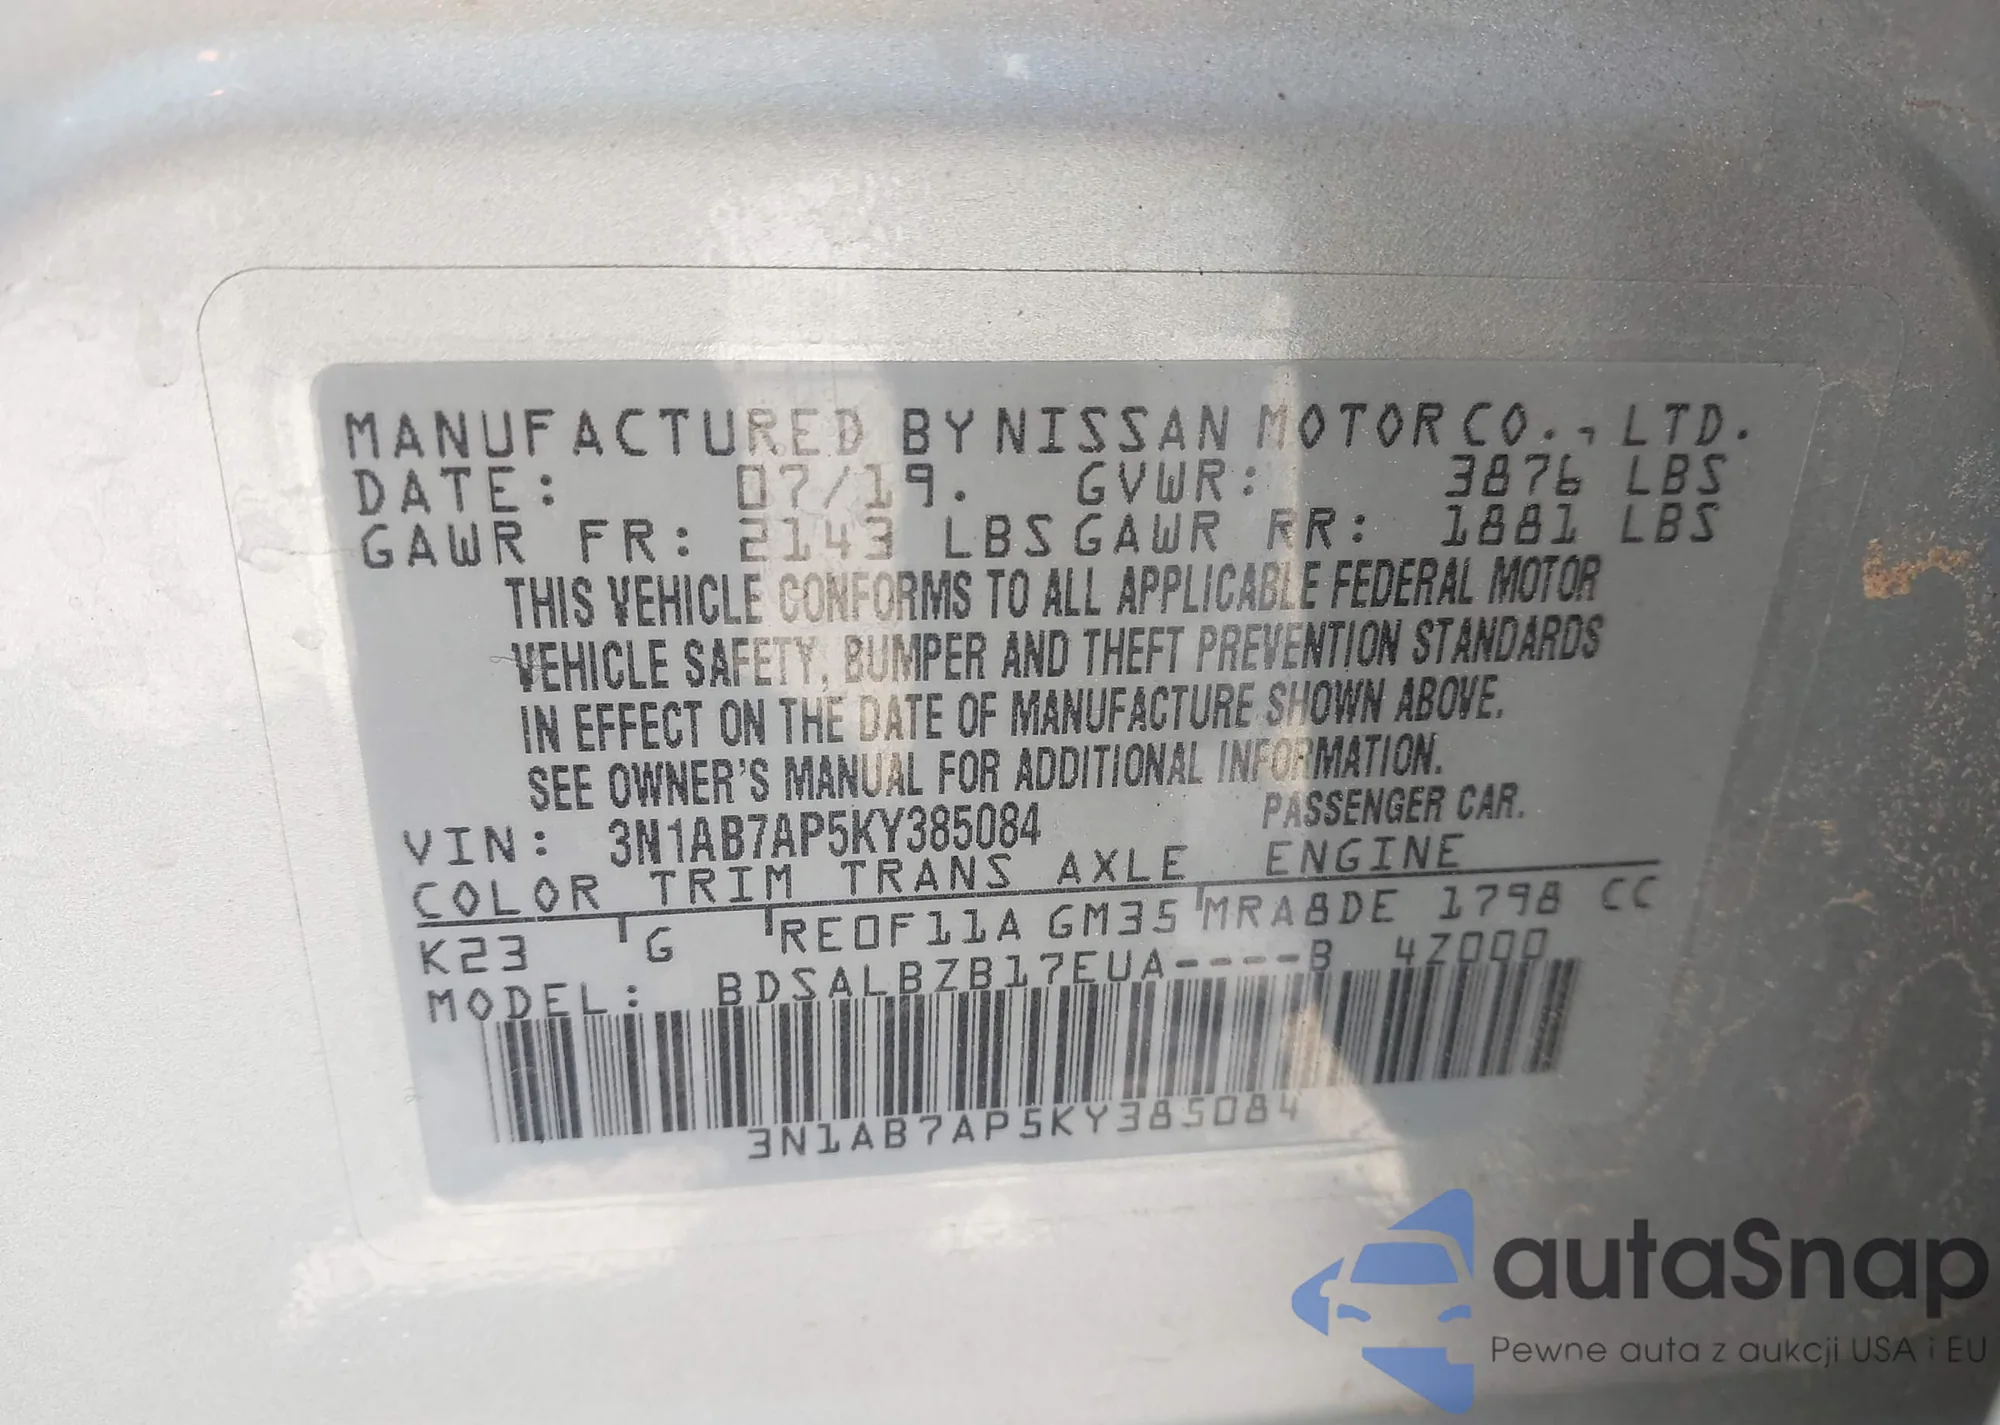 MANUFACTURED BY NISSAN MOTOR CO., LTD.
DATE: 07/19. GVWR: 3876 LBS
GAWR FR: 2143 LBS GAWR RR: 1881 LBS
THIS VEHICLE CONFORMS TO ALL APPLICABLE FEDERAL MOTOR
VEHICLE SAFETY, BUMPER AND THEFT PREVENTION STANDARDS
IN EFFECT ON THE DATE OF MANUFACTURE SHOWN ABOVE.
SEE OWNER'S MANUAL FOR ADDITIONAL INFORMATION.
VIN: 3N1AB7AP5KY385084 PASSENGER CAR.
COLOR TRIM TRANS AXLE ENGINE
K23 G RE0F11A GM35 MRA8DE 1798 CC
MODEL: BDSALBZB17EUA----B 4Z000
3N1AB7AP5KY385084
autaSnap
Pewne auta z aukcji USA i EU